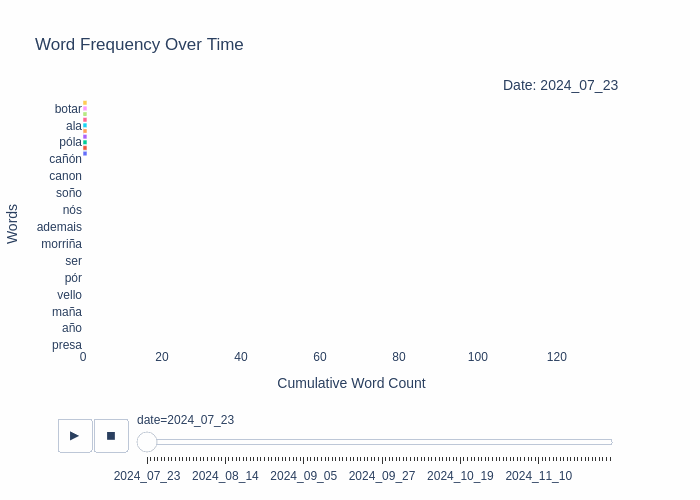 Word Frequency Over Time
Date: 2024_07_23
botar
ala
póla
cañón
canon
soño
nós
ademais
morriña
ser
pór
vello
maña
año
presa
Words
0 20 40 60 80 100 120
Cumulative Word Count
date=2024_07_23
2024_07_23 2024_08_14 2024_09_05 2024_09_27 2024_10_19 2024_11_10